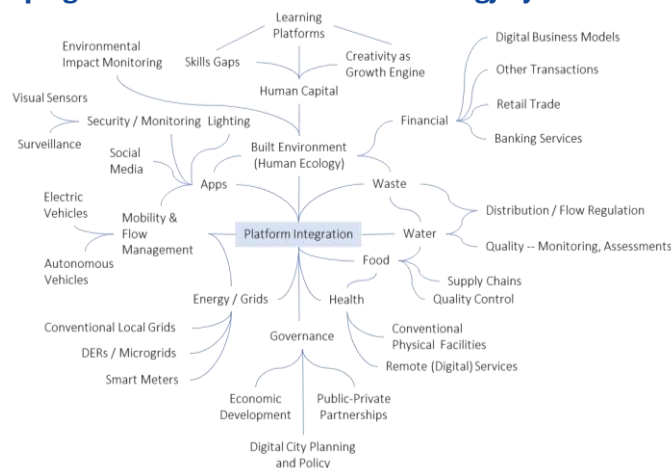 Learning
Platforms
Environmental
Impact Monitoring
Skills Gaps
Creativity as
Growth Engine
Human Capital
Digital Business Models
Other Transactions
Retail Trade
Banking Services
Financial
Visual Sensors
Surveillance
Security / Monitoring
Lighting
Built Environment
(Human Ecology)
Social
Media
Apps
Waste
Electric
Vehicles
Autonomous
Vehicles
Mobility &
Flow
Management
Platform Integration
Water
Distribution / Flow Regulation
Quality -- Monitoring, Assessments
Food
Supply Chains
Quality Control
Energy / Grids
Health
Conventional Local Grids
DERs / Microgrids
Smart Meters
Governance
Conventional
Physical Facilities
Remote (Digital) Services
Economic
Development
Public-Private
Partnerships
Digital City Planning
and Policy